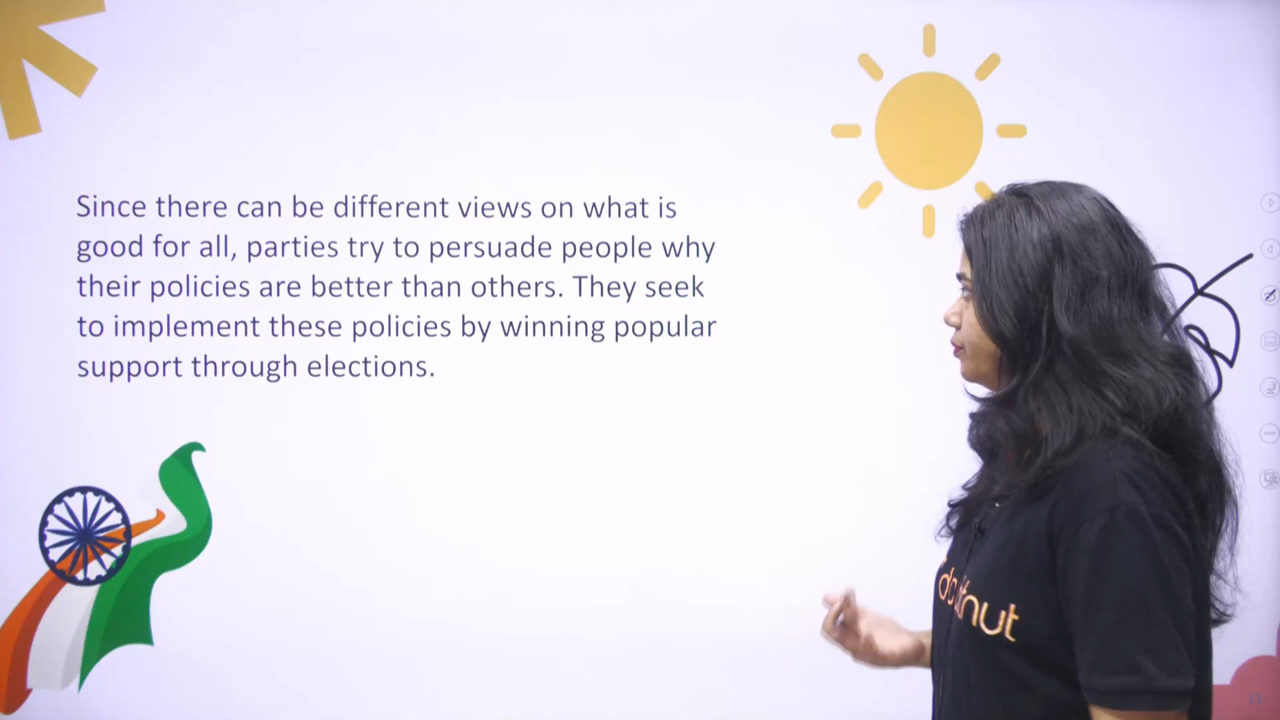 Since there can be different views on what is
good for all, parties try to persuade people why
their policies are better than others. They seek
to implement these policies by winning popular
support through elections.
doubtnut